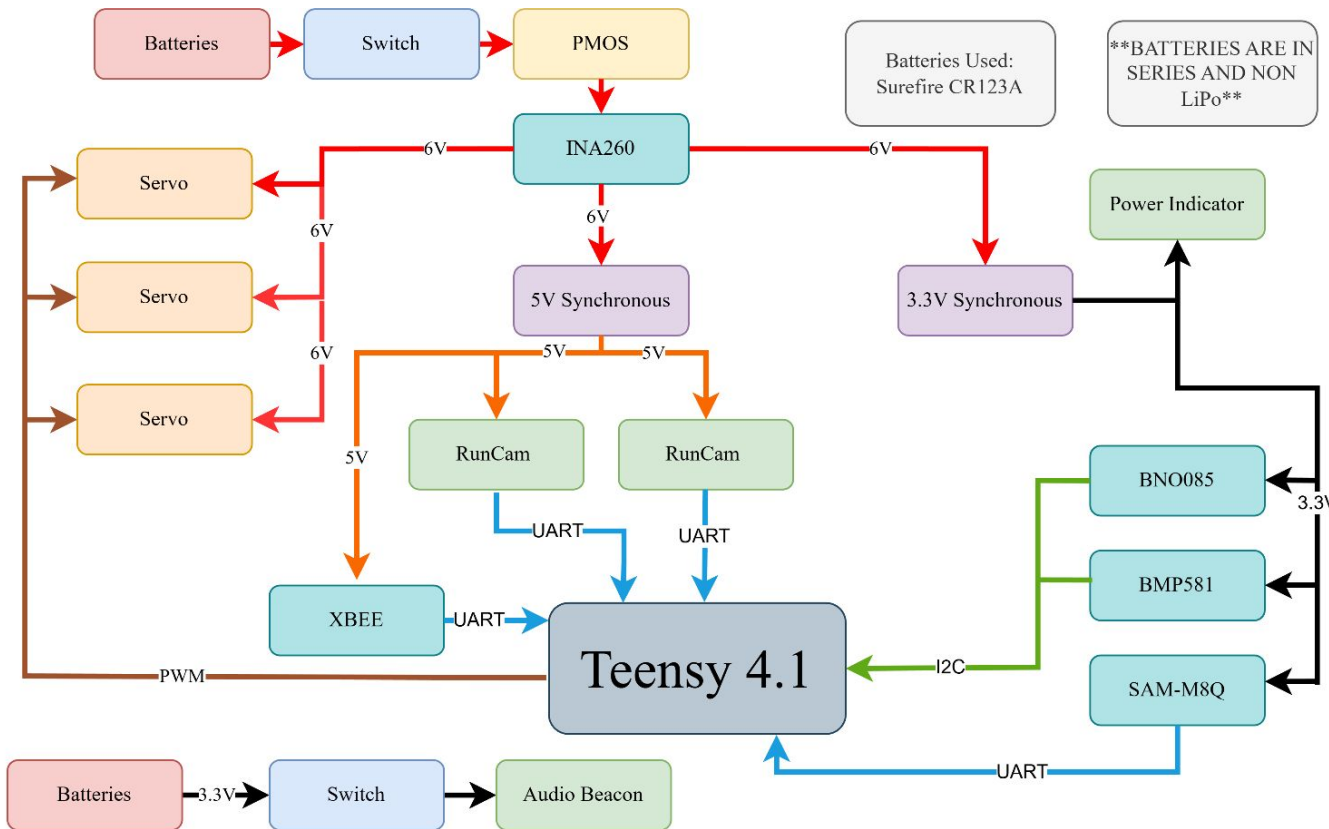 Batteries
Switch
PMOS
Batteries Used:
Surefire CR123A
**BATTERIES ARE IN
SERIES AND NON
LiPo**
INA260
6V
6V
6V
Servo
Power Indicator
6V
Servo
5V Synchronous
3.3V Synchronous
6V
5V
5V
Servo
RunCam
RunCam
5V
BNO085
3.3V
UART
UART
BMP581
XBEE
UART
Teensy 4.1
I2C
PWM
SAM-M8Q
UART
Batteries
3.3V
Switch
Audio Beacon